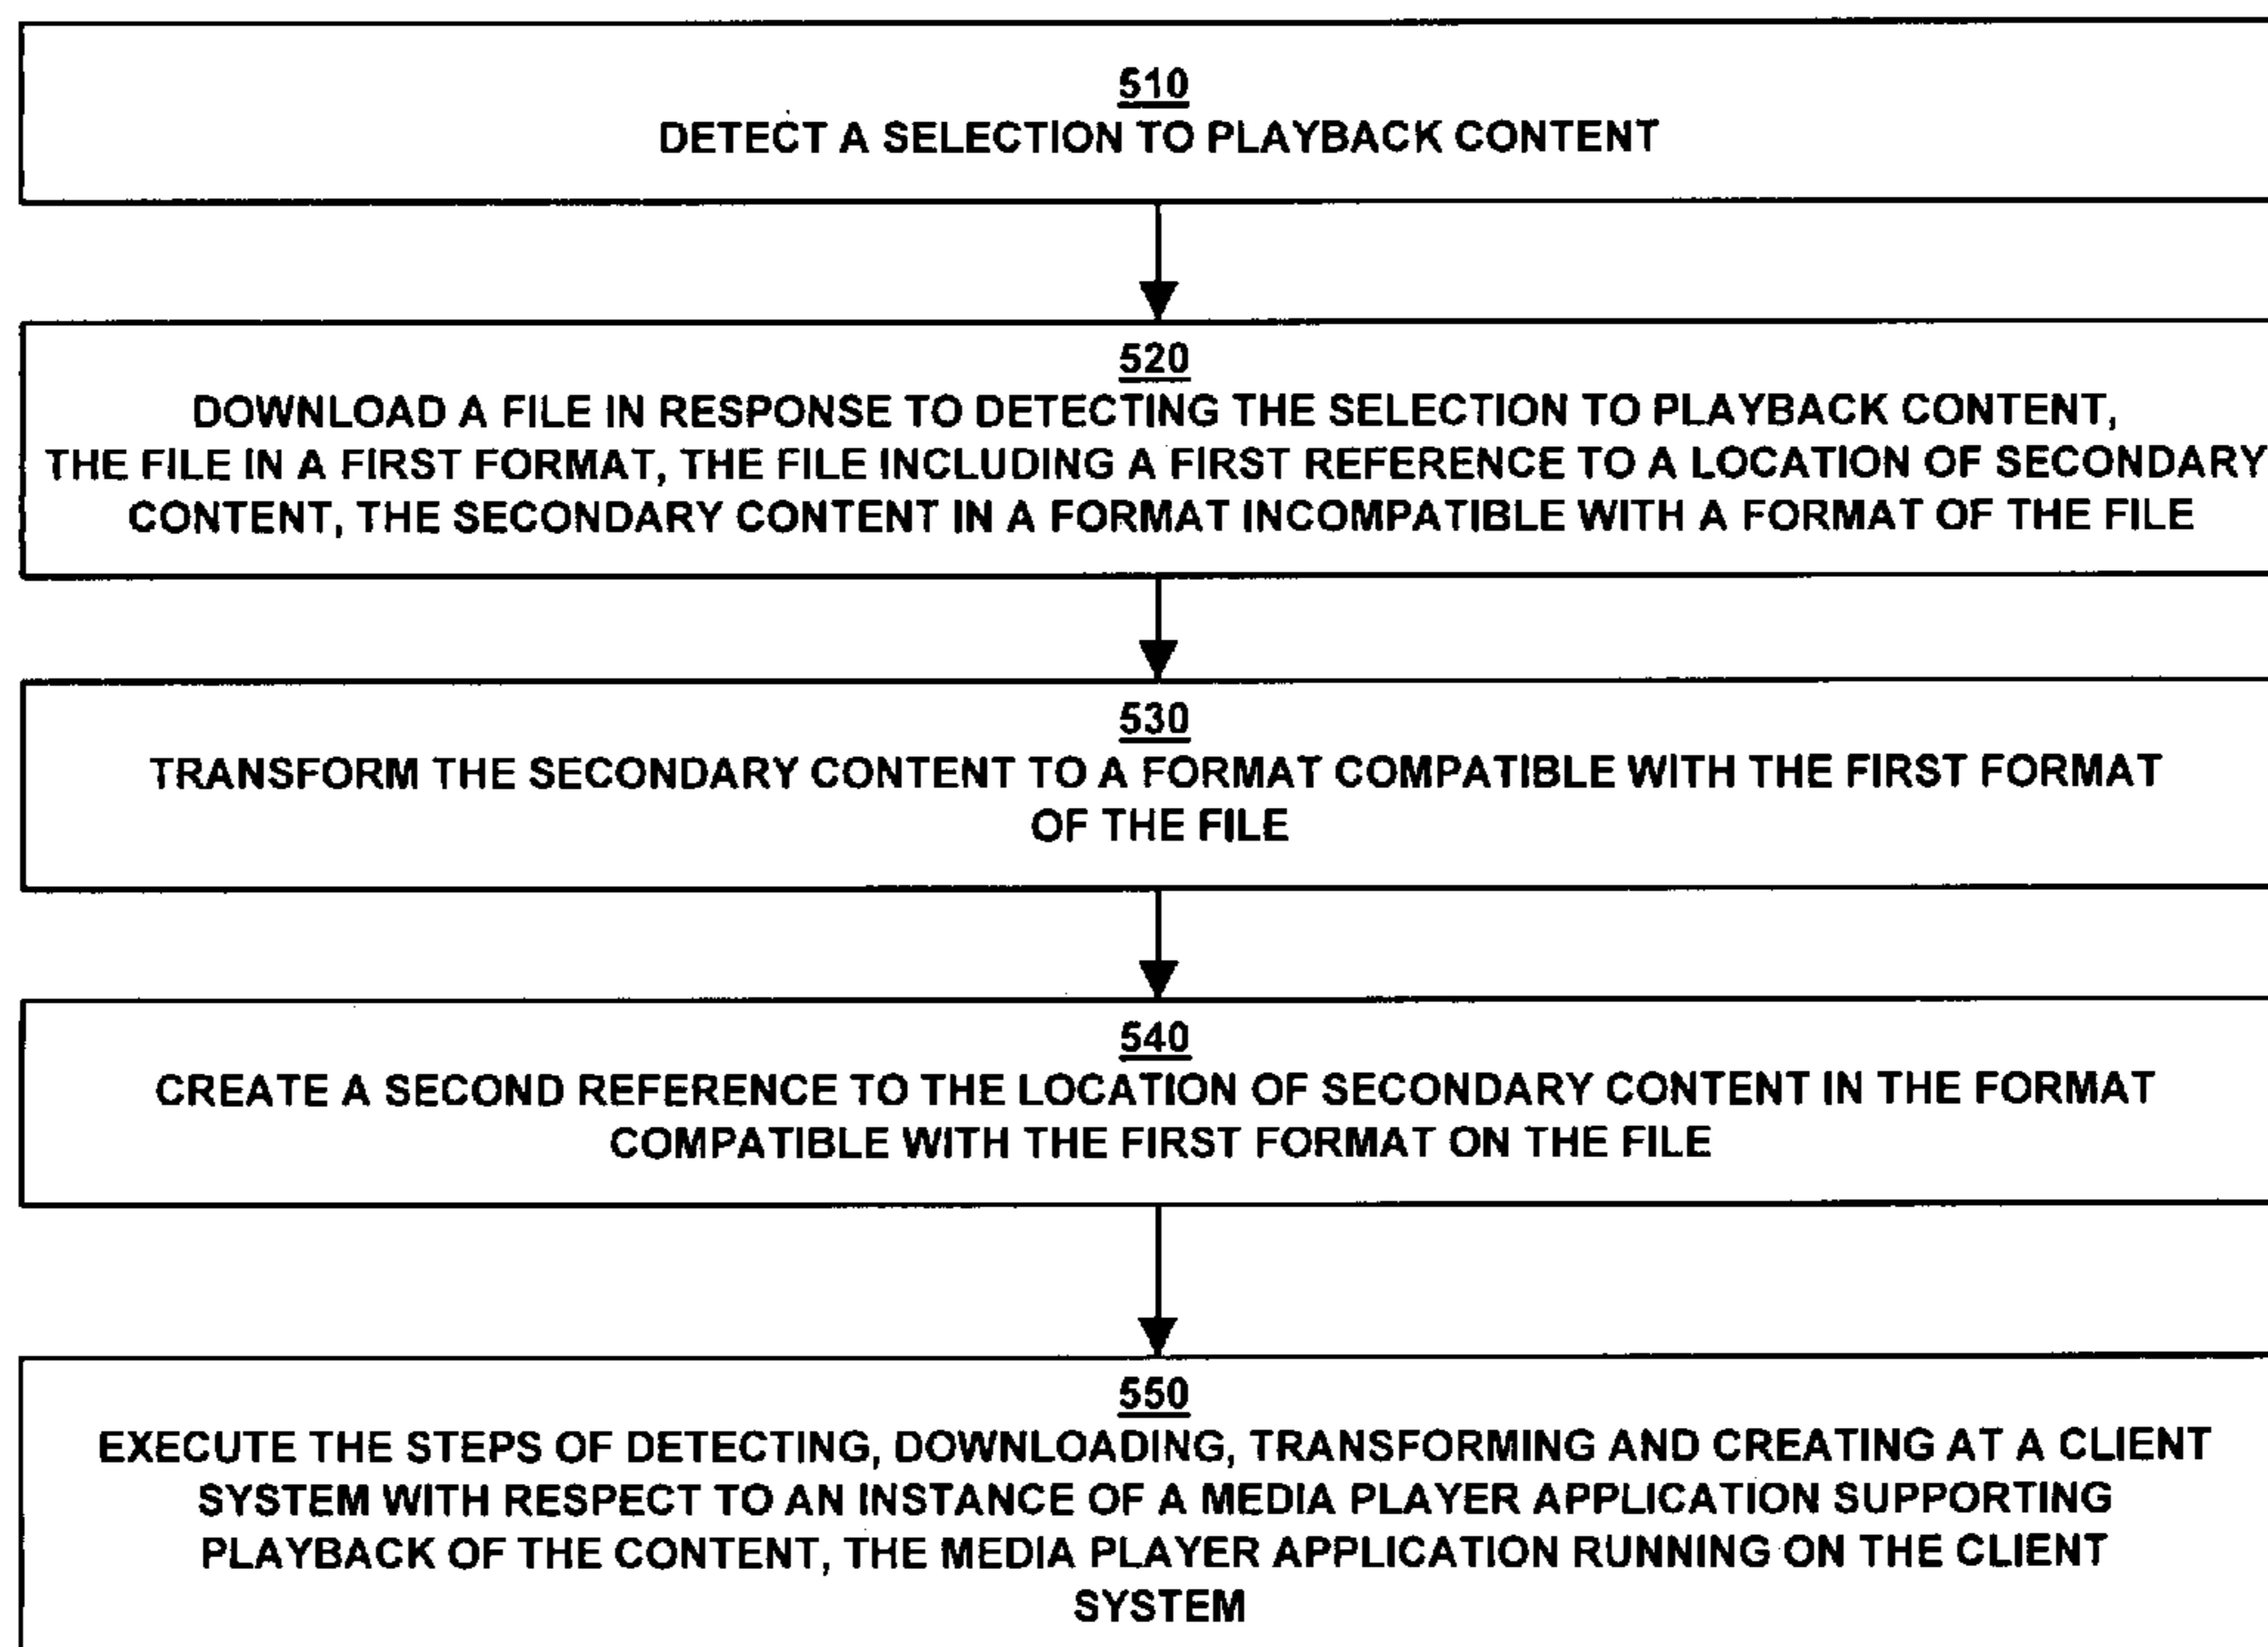 510
DETECT A SELECTION TO PLAYBACK CONTENT
520
DOWNLOAD A FILE IN RESPONSE TO DETECTING THE SELECTION TO PLAYBACK CONTENT,
THE FILE IN A FIRST FORMAT, THE FILE INCLUDING A FIRST REFERENCE TO A LOCATION OF SECONDARY
CONTENT, THE SECONDARY CONTENT IN A FORMAT INCOMPATIBLE WITH A FORMAT OF THE FILE
530
TRANSFORM THE SECONDARY CONTENT TO A FORMAT COMPATIBLE WITH THE FIRST FORMAT
OF THE FILE
540
CREATE A SECOND REFERENCE TO THE LOCATION OF SECONDARY CONTENT IN THE FORMAT
COMPATIBLE WITH THE FIRST FORMAT ON THE FILE
550
EXECUTE THE STEPS OF DETECTING, DOWNLOADING, TRANSFORMING AND CREATING AT A CLIENT
SYSTEM WITH RESPECT TO AN INSTANCE OF A MEDIA PLAYER APPLICATION SUPPORTING
PLAYBACK OF THE CONTENT, THE MEDIA PLAYER APPLICATION RUNNING ON THE CLIENT
SYSTEM